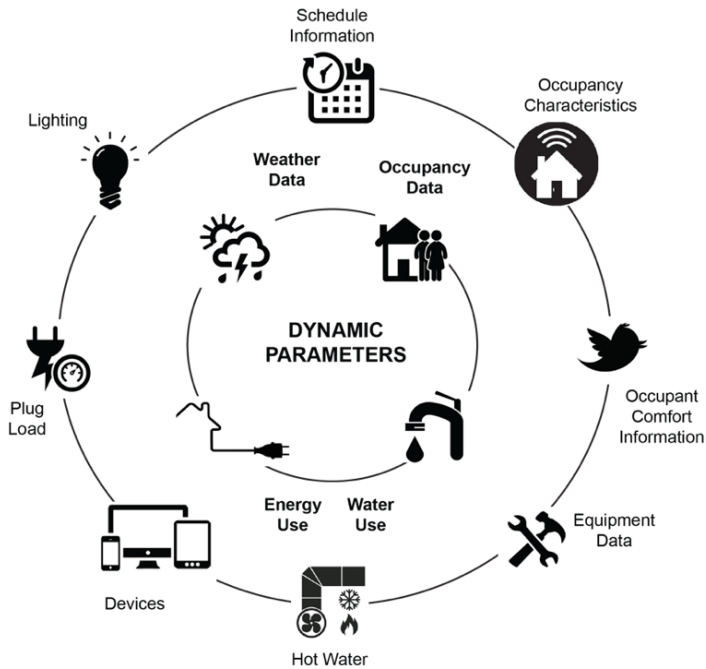 Schedule
Information
Occupancy
Characteristics
Lighting
Weather
Data
Occupancy
Data
DYNAMIC
PARAMETERS
Plug
Load
Occupant
Comfort
Information
Energy
Use
Water
Use
Equipment
Data
Devices
Hot Water